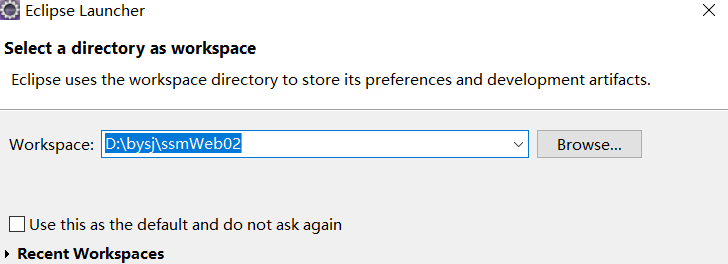 Eclipse Launcher
Select a directory as workspace
Eclipse uses the workspace directory to store its preferences and development artifacts.
Workspace: D:\bysj\ssmWeb02 Browse...
Use this as the default and do not ask again
Recent Workspaces